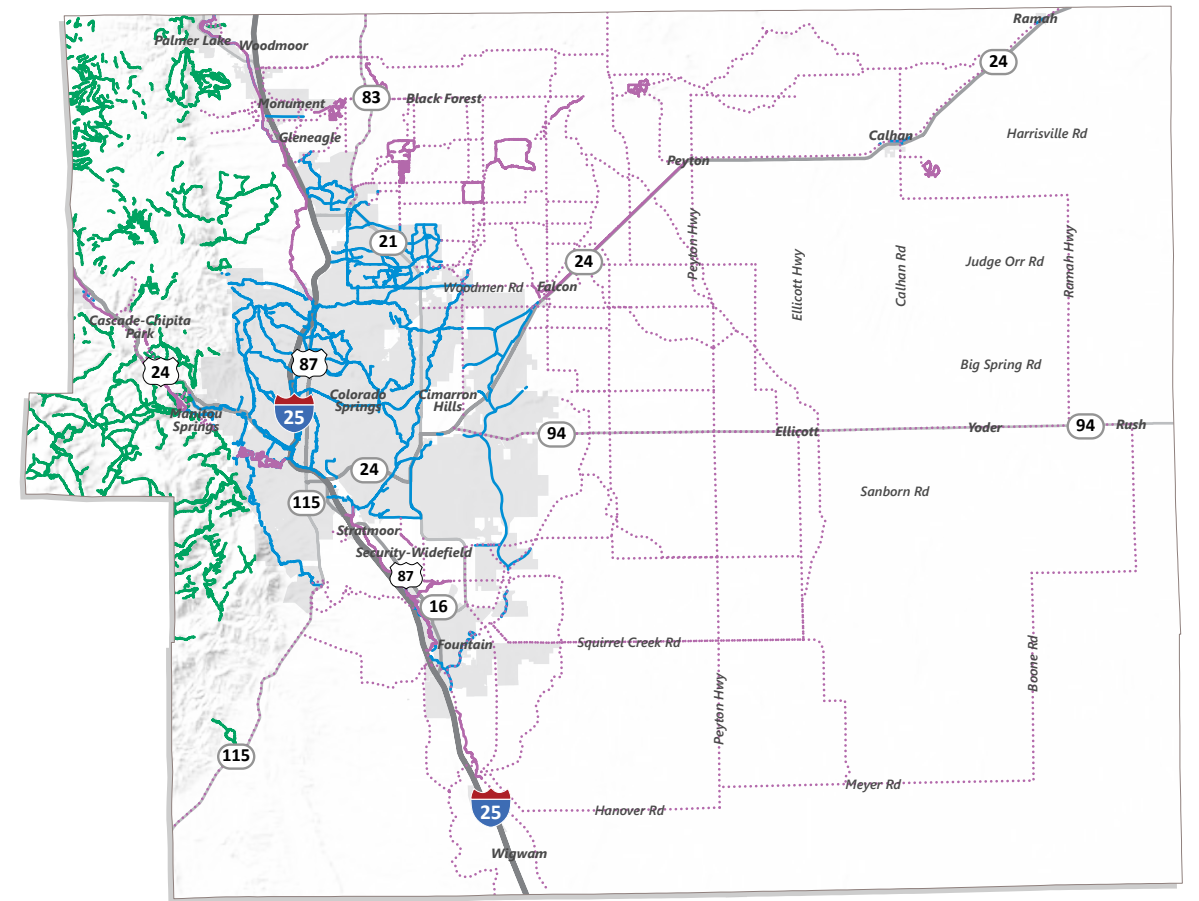 Ramah
Palmer Lake
Woodmoor
24
83
Black Forest
Monument
Gleneagle
Calhan
Harrisville Rd
Peyton
21
Peyton Hwy
Ellicott Hwy
Calhan Rd
Judge Orr Rd
Ramah Hwy
24
Woodmen Rd
Falcon
Cascade-Chipita
Park
24
87
Big Spring Rd
Colorado
Springs
Cimarron
Hills
25
Manitou
Springs
94
Ellicott
Yoder
94
Rush
24
Sanborn Rd
115
Stratmoor
Security-Widefield
87
16
Fountain
Squirrel Creek Rd
Boone Rd
Peyton Hwy
115
Meyer Rd
25
Hanover Rd
Wigwam